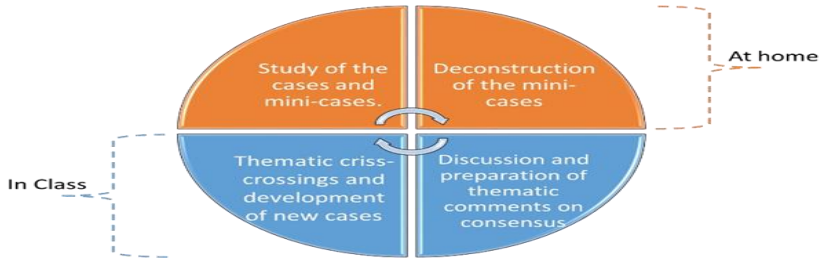 Study of the
cases and
mini-cases.
Deconstruction
of the mini-
cases
At home
In Class
Thematic criss-
crossings and
development
of new cases
Discussion and
preparation of
thematic
comments on
consensus